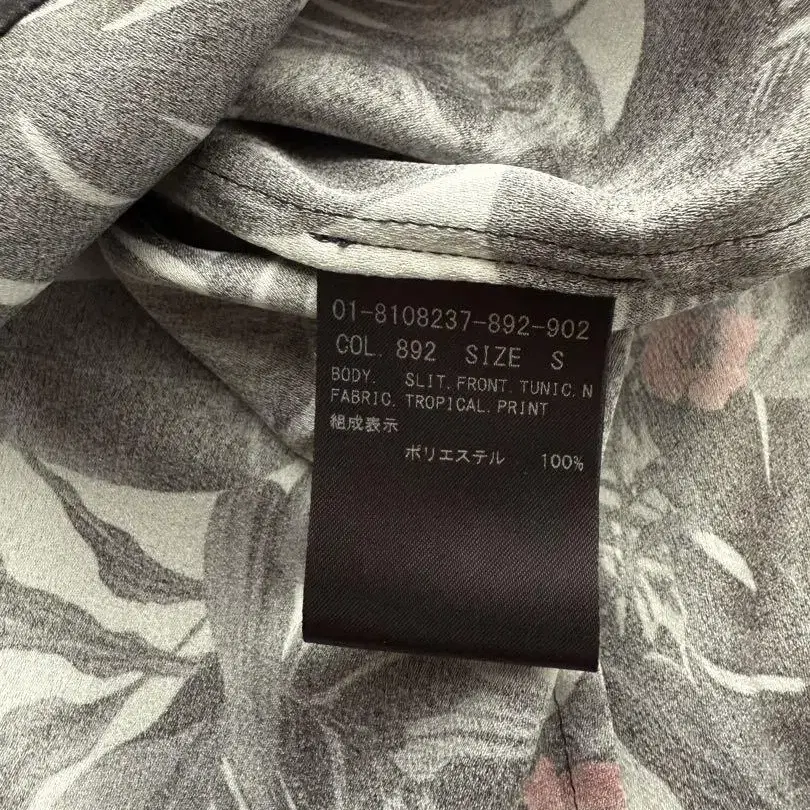 01-8108237-892-902
COL. 892 SIZE S
BODY. SLIT.FRONT.TUNIC.N
FABRIC. TROPICAL.PRINT
組成表示
ポリエステル 100%